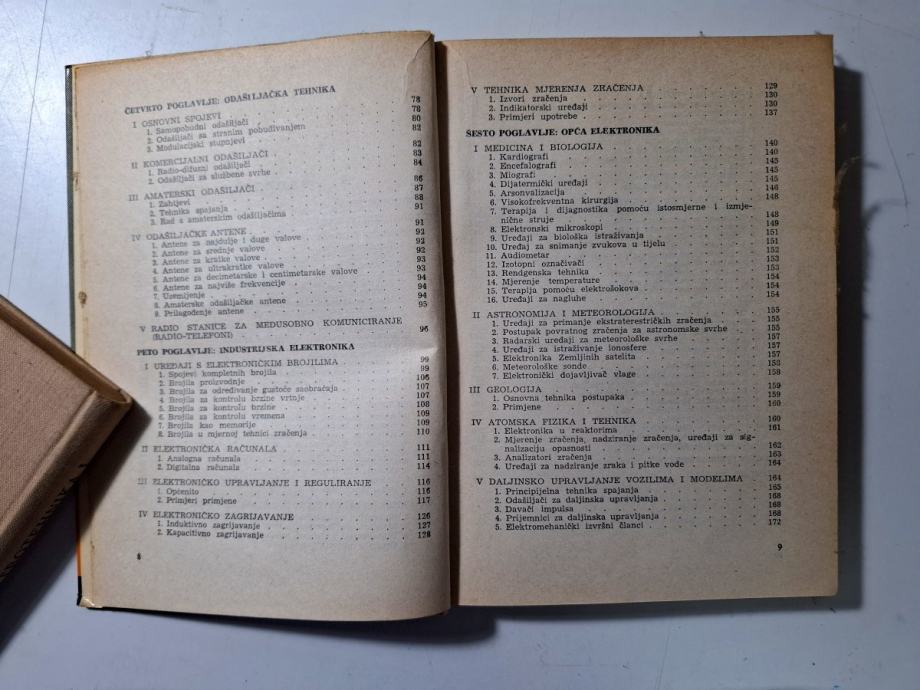 ČETVRTO POGLAVLJE: ODAŠILJAČKA TEHNIKA
I OSNOVNI SPOJEVI . . . 78
1. Samopobudni odašiljači . . . 78
2. Odašiljači sa stranim pobuđivanjem . . . 80
3. Modulacijski stupnjevi . . . 82
II KOMERCIJALNI ODAŠILJAČI . . . 82
1. Radio-difuzni odašiljači . . . 83
2. Odašiljači za službene svrhe . . . 84
III AMATERSKI ODAŠILJAČI . . . 86
1. Zahtjevi . . . 87
2. Tehnika spajanja . . . 88
3. Rad s amaterskim odašiljačima . . . 91
IV ODAŠILJAČKE ANTENE . . . 91
1. Antene za najdulje i duge valove . . . 92
2. Antene za srednje valove . . . 92
3. Antene za kratke valove . . . 92
4. Antene za ultrakratke valove . . . 93
5. Antene za decimetarske i centimetarske valove . . . 93
6. Antene za najviše frekvencije . . . 94
7. Uzemljenje . . . 94
8. Amaterske odašiljačke antene . . . 94
9. Prilagođenje antene . . . 95
V RADIO STANICE ZA MEĐUSOBNO KOMUNICIRANJE
(RADIO-TELEFONI) . . . 96
PETO POGLAVLJE: INDUSTRIJSKA ELEKTRONIKA
I UREĐAJI S ELEKTRONIČKIM BROJILIMA . . . 99
1. Spojevi kompletnih brojila . . . 99
2. Brojila proizvodnje . . . 106
3. Brojila za određivanje gustoće saobraćaja . . . 107
4. Brojila za kontrolu brzine vrtnje . . . 107
5. Brojila za kontrolu brzine . . . 108
6. Brojila za kontrolu vremena . . . 109
7. Brojila kao memorije . . . 109
8. Brojila u mjernoj tehnici zračenja . . . 110
II ELEKTRONIČKA RAČUNALA . . . 111
1. Analogna računala . . . 111
2. Digitalna računala . . . 114
III ELEKTRONIČKO UPRAVLJANJE I REGULIRANJE . . . 116
1. Općenito . . . 116
2. Primjeri primjene . . . 117
IV ELEKTRONIČKO ZAGRIJAVANJE . . . 126
1. Induktivno zagrijavanje . . . 127
2. Kapacitivno zagrijavanje . . . 128
8
V TEHNIKA MJERENJA ZRAČENJA . . . 129
1. Izvori zračenja . . . 130
2. Indikatorski uređaji . . . 130
3. Primjeri upotrebe . . . 137
ŠESTO POGLAVLJE: OPĆA ELEKTRONIKA
I MEDICINA I BIOLOGIJA . . . 140
1. Kardiografi . . . 140
2. Encefalografi . . . 145
3. Miografi . . . 145
4. Dijatermički uređaji . . . 145
5. Arsonvalizacija . . . 146
6. Visokofrekventna kirurgija . . . 148
7. Terapija i dijagnostika pomoću istosmjerne i izmje-
nične struje . . . 148
8. Elektronski mikroskopi . . . 149
9. Uređaji za biološka istraživanja . . . 151
10. Uređaj za snimanje zvukova u tijelu . . . 151
11. Audiometar . . . 152
12. Izotopni označivači . . . 153
13. Rendgenska tehnika . . . 153
14. Mjerenje temperature . . . 154
15. Terapija pomoću elektrošokova . . . 154
16. Uređaji za nagluhe . . . 154
II ASTRONOMIJA I METEOROLOGIJA . . . 155
1. Uređaji za primanje ekstraterestričkih zračenja . . . 155
2. Postupak povratnog zračenja za astronomske svrhe . . . 156
3. Radarski uređaji za meteorološke svrhe . . . 157
4. Uređaji za istraživanje ionosfere . . . 157
5. Elektronika Zemljinih satelita . . . 157
6. Meteorološke sonde . . . 158
7. Elektronički dojavljivač vlage . . . 158
III GEOLOGIJA . . . 159
1. Osnovna tehnika postupaka . . . 159
2. Primjene . . . 160
IV ATOMSKA FIZIKA I TEHNIKA . . . 160
1. Elektronika u reaktorima . . . 161
2. Mjerenje zračenja, nadziranje zračenja, uređaji za sig-
nalizaciju opasnosti . . . 162
3. Analizatori zračenja . . . 163
4. Uređaji za nadziranje zraka i pitke vode . . . 164
V DALJINSKO UPRAVLJANJE VOZILIMA I MODELIMA . . . 164
1. Principijelna tehnika spajanja . . . 165
2. Odašiljači za daljinska upravljanja . . . 168
3. Davači impulsa . . . 168
4. Prijemnici za daljinska upravljanja . . . 168
5. Elektromehanički izvršni članci . . . 172
9